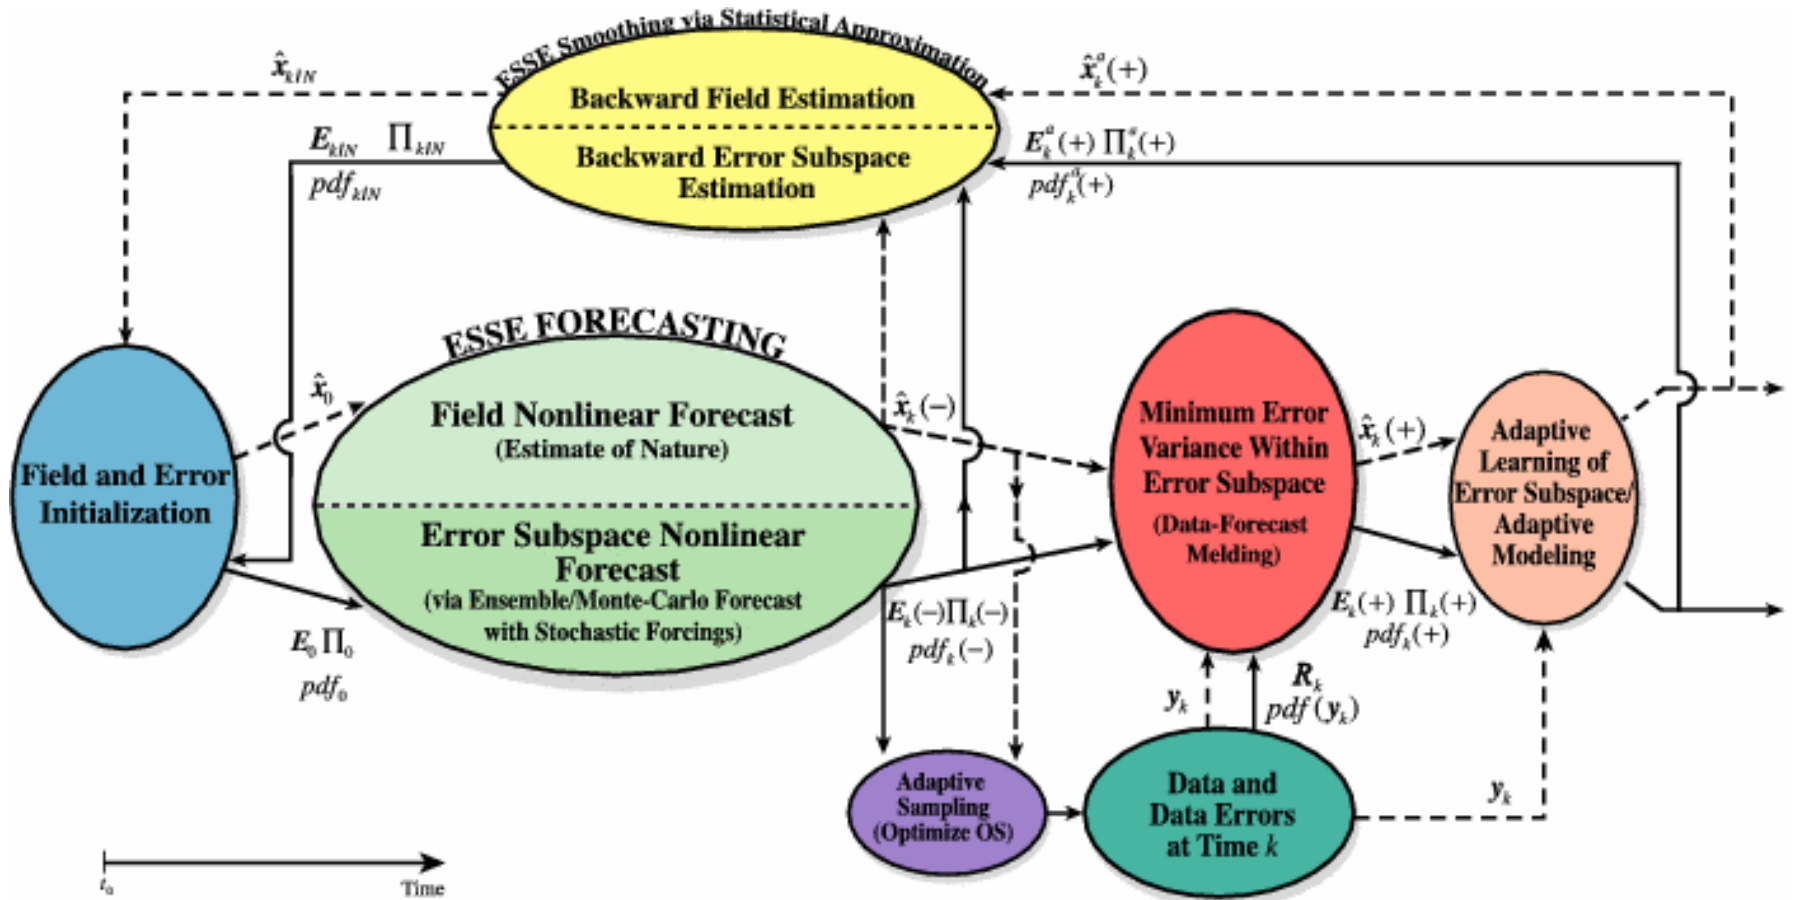 ESSE Smoothing via Statistical Approximation
x̂k/N
x̂kᵃ(+)
Backward Field Estimation
Ek/N Πk/N
pdfk/N
Backward Error Subspace
Estimation
Ekᵃ(+) Πkᵃ(+)
pdfkᵃ(+)
ESSE FORECASTING
x̂0
Field Nonlinear Forecast
(Estimate of Nature)
x̂k(−)
Field and Error
Initialization
Error Subspace Nonlinear
Forecast
(via Ensemble/Monte-Carlo Forecast
with Stochastic Forcings)
E0 Π0
pdf0
Ek(−)Πk(−)
pdfk(−)
Minimum Error
Variance Within
Error Subspace
(Data-Forecast
Melding)
x̂k(+)
Adaptive
Learning of
Error Subspace/
Adaptive
Modeling
Ek(+) Πk(+)
pdfk(+)
yk
Rk
pdf(yk)
Adaptive
Sampling
(Optimize OS)
Data and
Data Errors
at Time k
yk
t0
Time